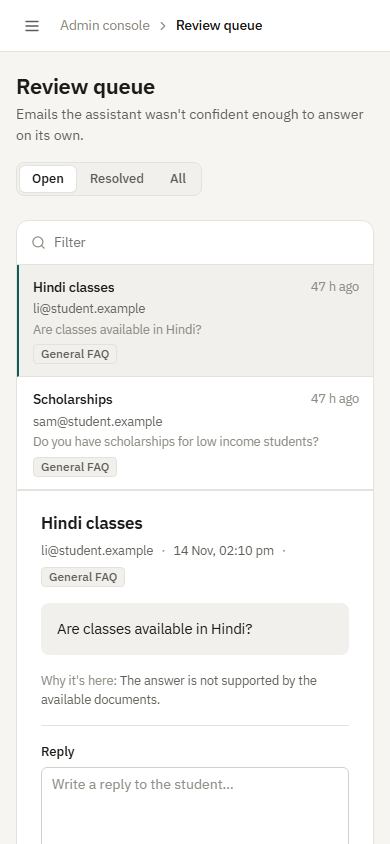 Admin console > Review queue
Review queue
Emails the assistant wasn't confident enough to answer
on its own.
Open Resolved All
Filter
Hindi classes 47 h ago
li@student.example
Are classes available in Hindi?
General FAQ
Scholarships 47 h ago
sam@student.example
Do you have scholarships for low income students?
General FAQ
Hindi classes
li@student.example · 14 Nov, 02:10 pm ·
General FAQ
Are classes available in Hindi?
Why it's here: The answer is not supported by the
available documents.
Reply
Write a reply to the student...